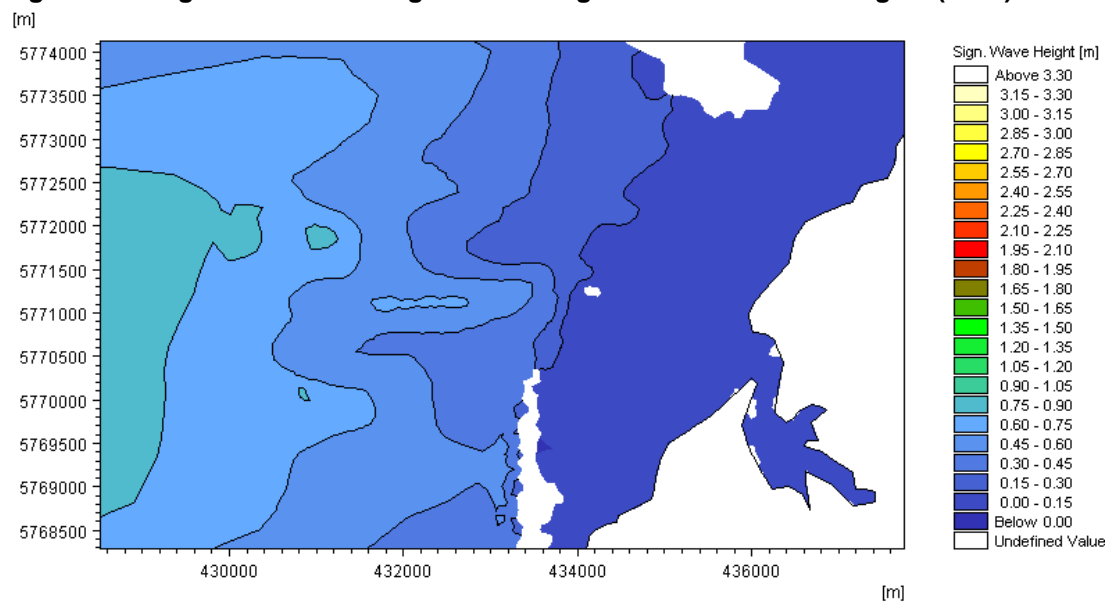 [m]
5774000
5773500
5773000
5772500
5772000
5771500
5771000
5770500
5770000
5769500
5769000
5768500
430000 432000 434000 436000
[m]
Sign. Wave Height [m]
Above 3.30
3.15 - 3.30
3.00 - 3.15
2.85 - 3.00
2.70 - 2.85
2.55 - 2.70
2.40 - 2.55
2.25 - 2.40
2.10 - 2.25
1.95 - 2.10
1.80 - 1.95
1.65 - 1.80
1.50 - 1.65
1.35 - 1.50
1.20 - 1.35
1.05 - 1.20
0.90 - 1.05
0.75 - 0.90
0.60 - 0.75
0.45 - 0.60
0.30 - 0.45
0.15 - 0.30
0.00 - 0.15
Below 0.00
Undefined Value